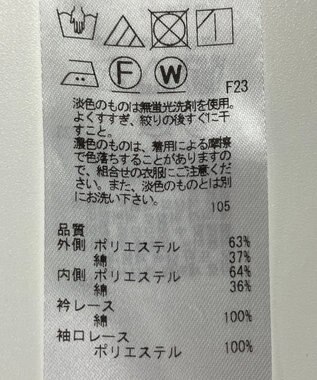 F W F23
淡色のものは無蛍光洗剤を使用。
よくすすぎ、絞りの後すぐに干
すこと。
濃色のものは、着用による摩擦
で色落ちすることがありますの
で、組合せの衣服にご注意くだ
さい。また、淡色のものとは別
にお洗い下さい。
105
品質
外側 ポリエステル 63%
綿 37%
内側 ポリエステル 64%
綿 36%
衿レース
綿 100%
袖口レース
ポリエステル 100%